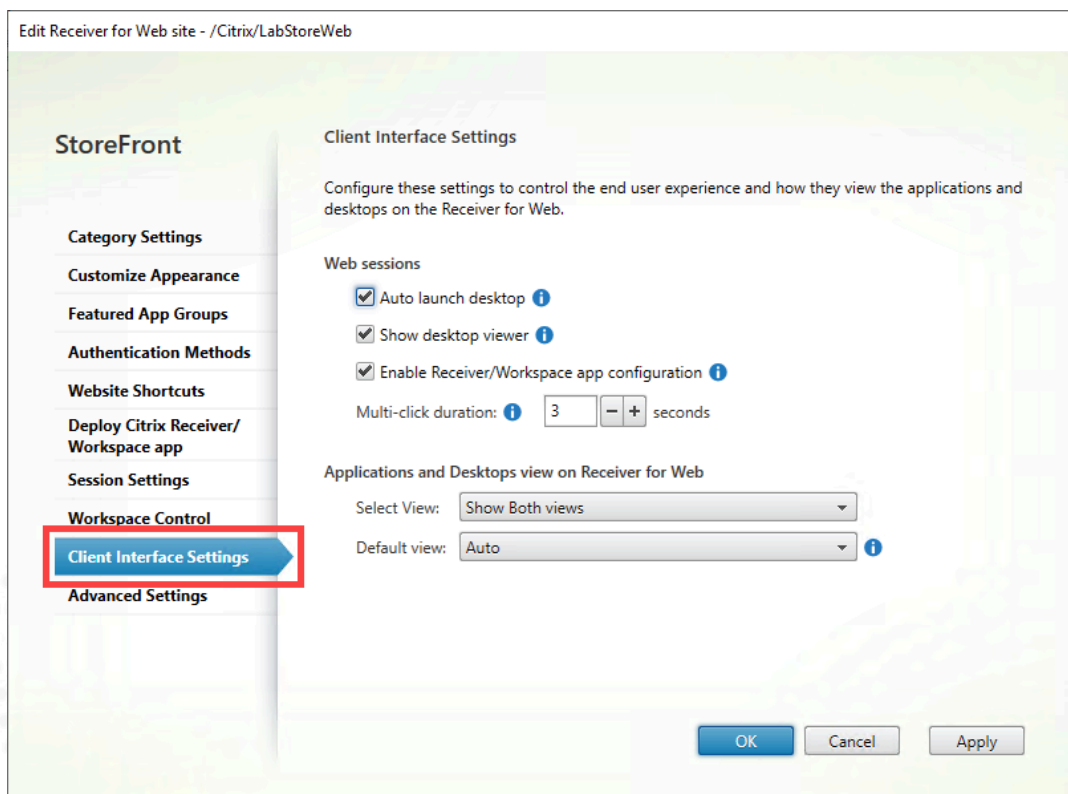 Edit Receiver for Web site - /Citrix/LabStoreWeb
StoreFront
Category Settings
Customize Appearance
Featured App Groups
Authentication Methods
Website Shortcuts
Deploy Citrix Receiver/
Workspace app
Session Settings
Workspace Control
Client Interface Settings
Advanced Settings
Client Interface Settings
Configure these settings to control the end user experience and how they view the applications and
desktops on the Receiver for Web.
Web sessions
Auto launch desktop i
Show desktop viewer i
Enable Receiver/Workspace app configuration i
Multi-click duration: i 3 − + seconds
Applications and Desktops view on Receiver for Web
Select View: Show Both views
Default view: Auto i
OK Cancel Apply